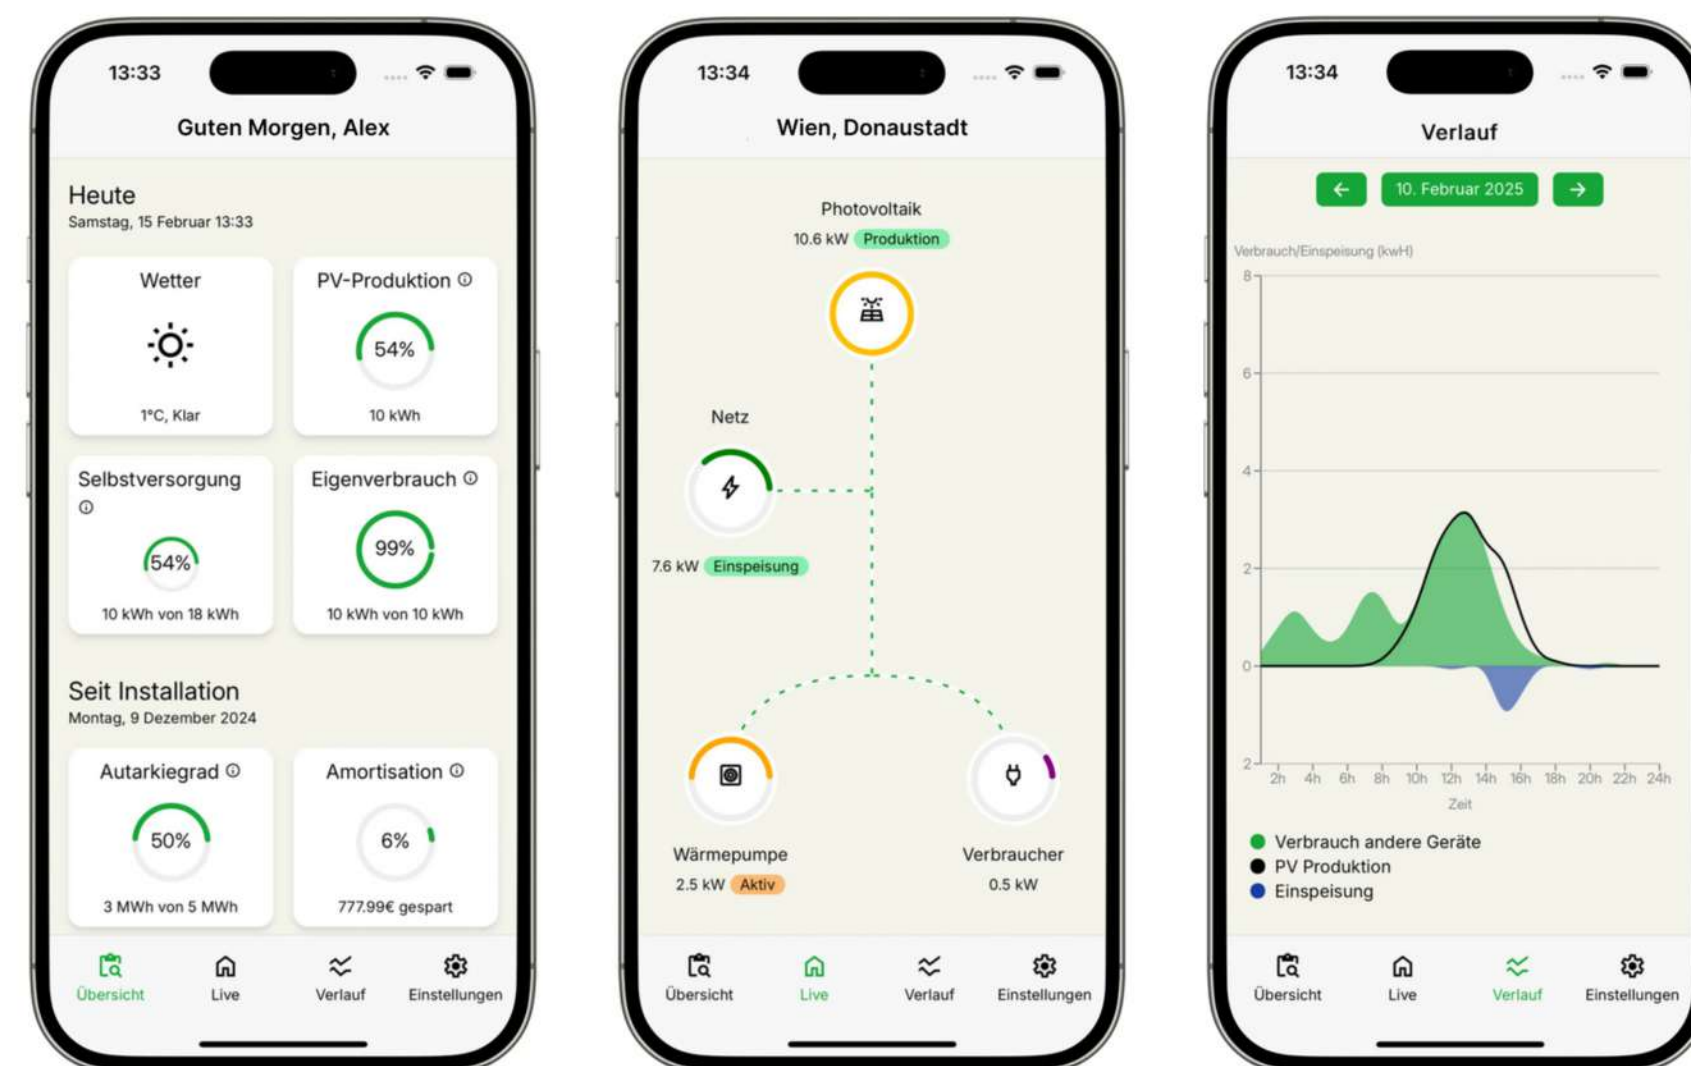 13:33
Guten Morgen, Alex
Heute
Samstag, 15 Februar 13:33
Wetter
1°C, Klar
PV-Produktion
54%
10 kWh
Selbstversorgung
54%
10 kWh von 18 kWh
Eigenverbrauch
99%
10 kWh von 10 kWh
Seit Installation
Montag, 9 Dezember 2024
Autarkiegrad
50%
3 MWh von 5 MWh
Amortisation
6%
777.99€ gespart
Übersicht
Live
Verlauf
Einstellungen
13:34
Wien, Donaustadt
Photovoltaik
10.6 kW Produktion
Netz
7.6 kW Einspeisung
Wärmepumpe
2.5 kW Aktiv
Verbraucher
0.5 kW
Übersicht
Live
Verlauf
Einstellungen
13:34
Verlauf
10. Februar 2025
Verbrauch/Einspeisung (kwH)
8
6
4
2
0
2
2h 4h 6h 8h 10h 12h 14h 16h 18h 20h 22h 24h
Zeit
Verbrauch andere Geräte
PV Produktion
Einspeisung
Übersicht
Live
Verlauf
Einstellungen